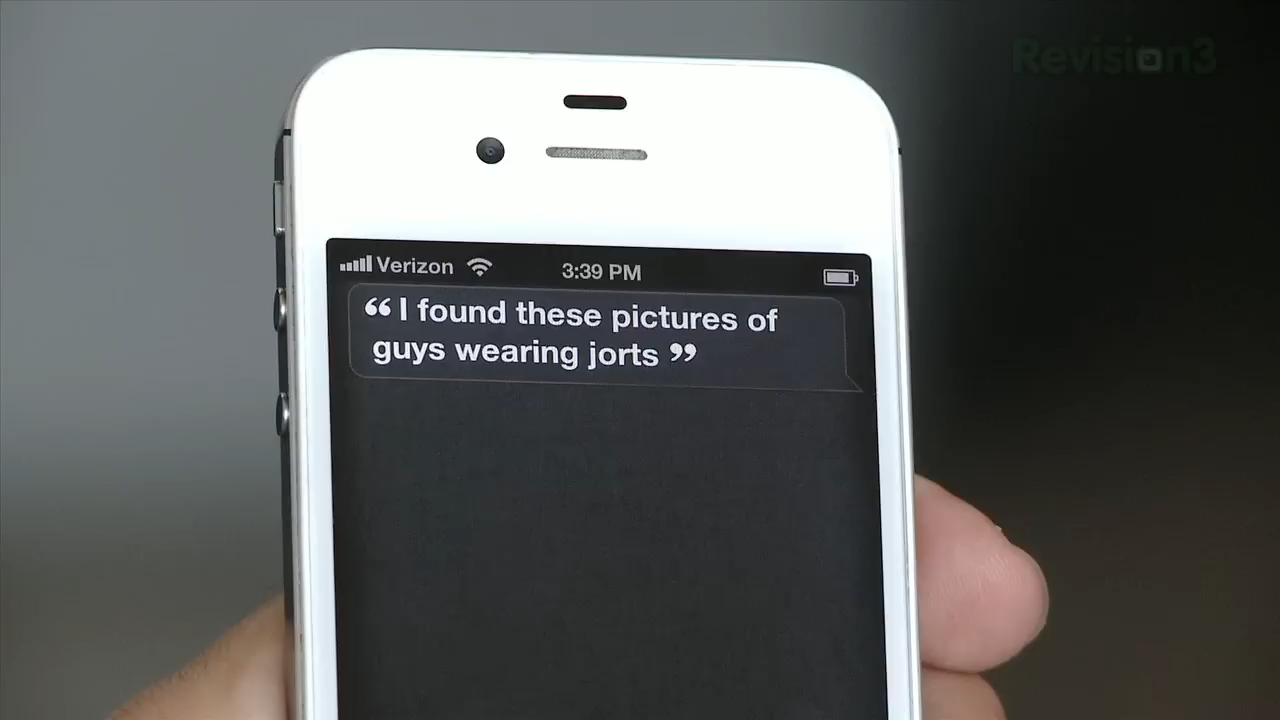 Revision3
Verizon 3:39 PM
“ I found these pictures of
guys wearing jorts ”